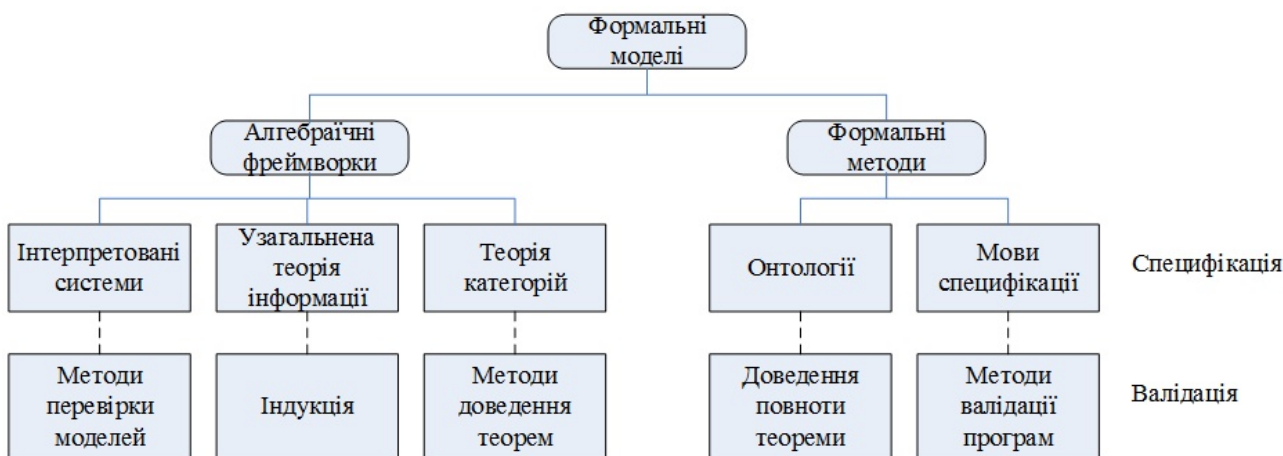 Формальні
моделі
Алгебраїчні
фреймворки
Формальні
методи
Інтерпретовані
системи
Узагальнена
теорія
інформації
Теорія
категорій
Онтології
Мови
специфікації
Специфікація
Методи
перевірки
моделей
Індукція
Методи
доведення
теорем
Доведення
повноти
теореми
Методи
валідації
програм
Валідація